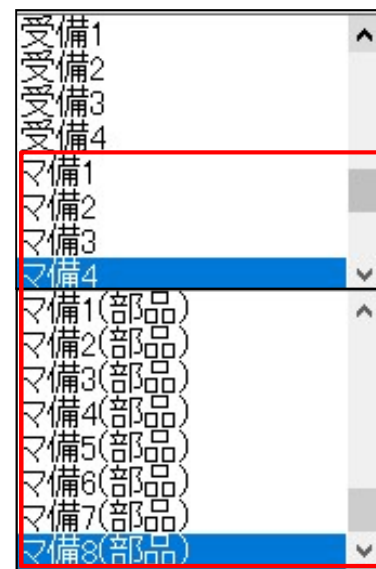 受備1
受備2
受備3
受備4
マ備1
マ備2
マ備3
マ備4
マ備1(部品)
マ備2(部品)
マ備3(部品)
マ備4(部品)
マ備5(部品)
マ備6(部品)
マ備7(部品)
マ備8(部品)